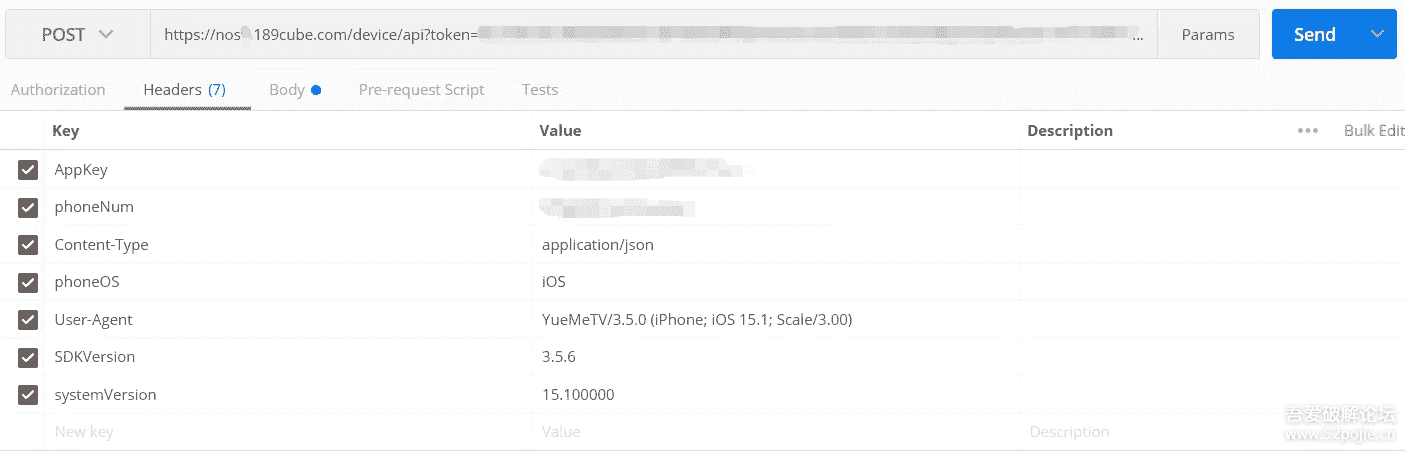 POST https://nos 189cube.com/device/api?token= ... Params Send
Authorization Headers (7) Body Pre-request Script Tests
Key Value Description ••• Bulk Edit
AppKey
phoneNum
Content-Type application/json
phoneOS iOS
User-Agent YueMeTV/3.5.0 (iPhone; iOS 15.1; Scale/3.00)
SDKVersion 3.5.6
systemVersion 15.100000
New key Value Description
吾爱破解论坛
www.52pojie.cn